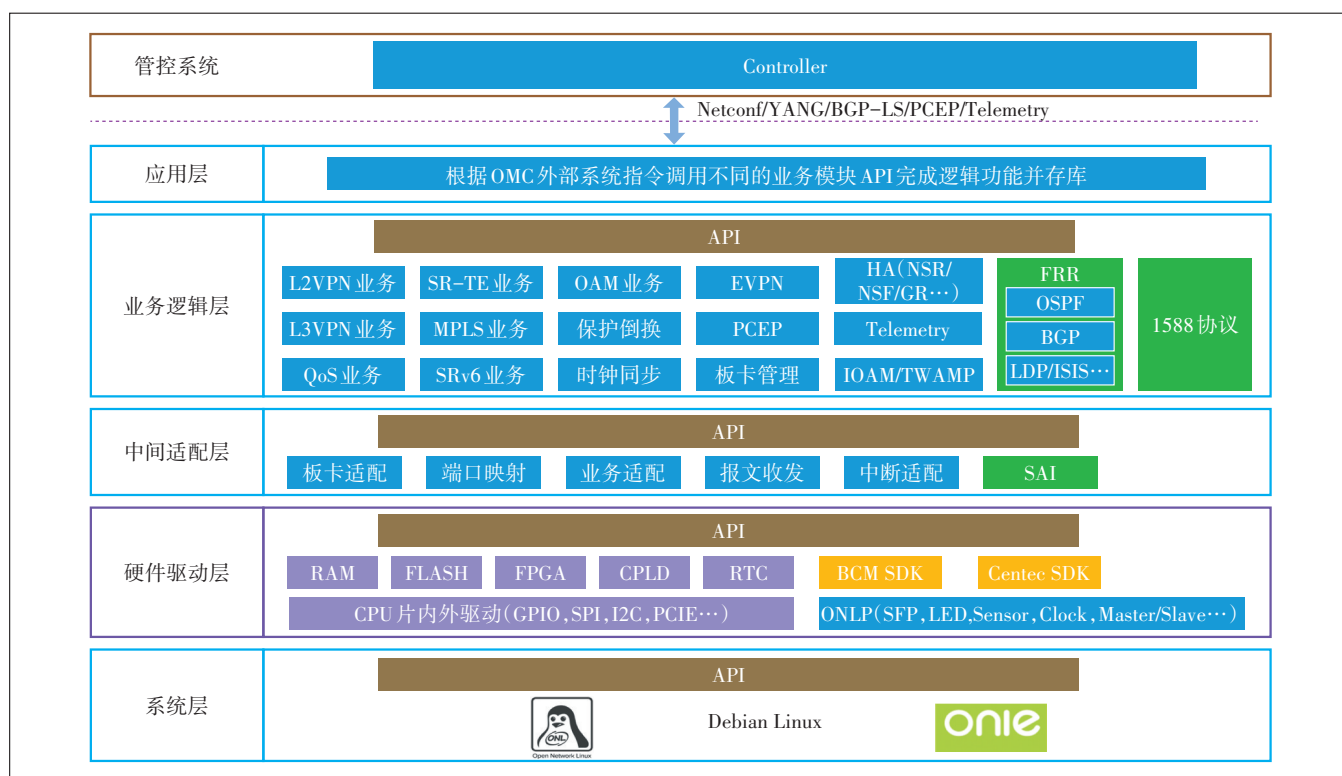 管控系统
Controller
Netconf/YANG/BGP-LS/PCEP/Telemetry
应用层
根据OMC外部系统指令调用不同的业务模块API完成逻辑功能并存库
业务逻辑层
API
L2VPN业务
SR-TE业务
OAM业务
EVPN
HA(NSR/
NSF/GR…)
FRR
OSPF
1588协议
L3VPN业务
MPLS业务
保护倒换
PCEP
Telemetry
BGP
QoS业务
SRv6业务
时钟同步
板卡管理
IOAM/TWAMP
LDP/ISIS…
中间适配层
API
板卡适配
端口映射
业务适配
报文收发
中断适配
SAI
硬件驱动层
API
RAM
FLASH
FPGA
CPLD
RTC
BCM SDK
Centec SDK
CPU片内外驱动(GPIO,SPI,I2C,PCIE…)
ONLP(SFP,LED,Sensor,Clock,Master/Slave…)
系统层
API
ONL
Open Network Linux
Debian Linux
onie